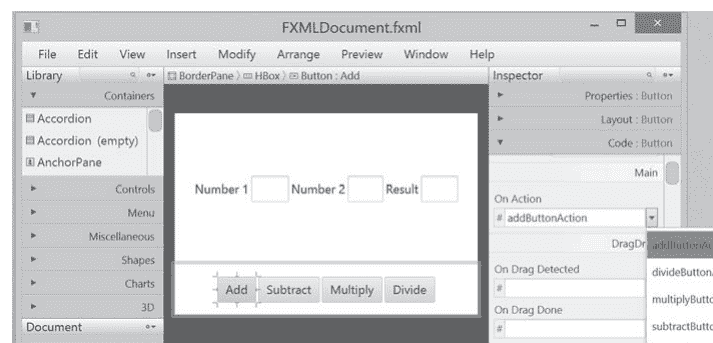 FXMLDocument.fxml
File Edit View Insert Modify Arrange Preview Window Help
Library
BorderPane HBox Button : Add
Inspector
Containers
Accordion
Accordion (empty)
AnchorPane
Controls
Menu
Miscellaneous
Shapes
Charts
3D
Document
Number 1 Number 2 Result
Add Subtract Multiply Divide
Properties : Button
Layout : Button
Code : Button
Main
On Action
# addButtonAction
DragDr
On Drag Detected
#
On Drag Done
#
addButtonAc
divideButton
multiplyButto
subtractButto